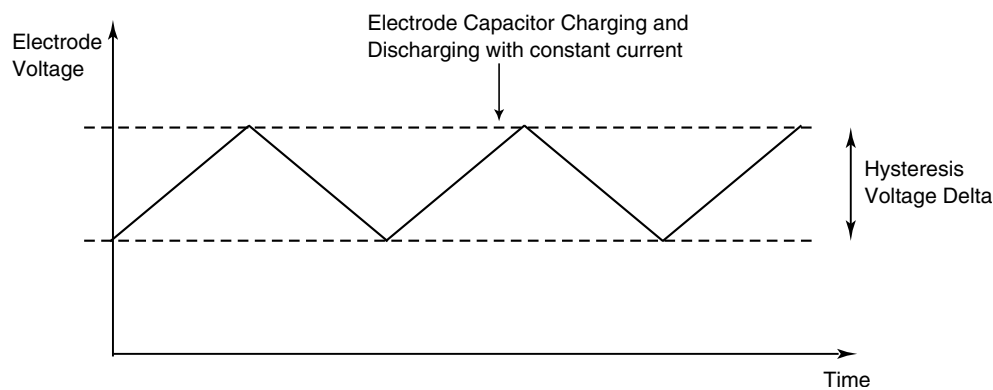 Electrode Capacitor Charging and
Discharging with constant current
Electrode
Voltage
Hysteresis
Voltage Delta
Time